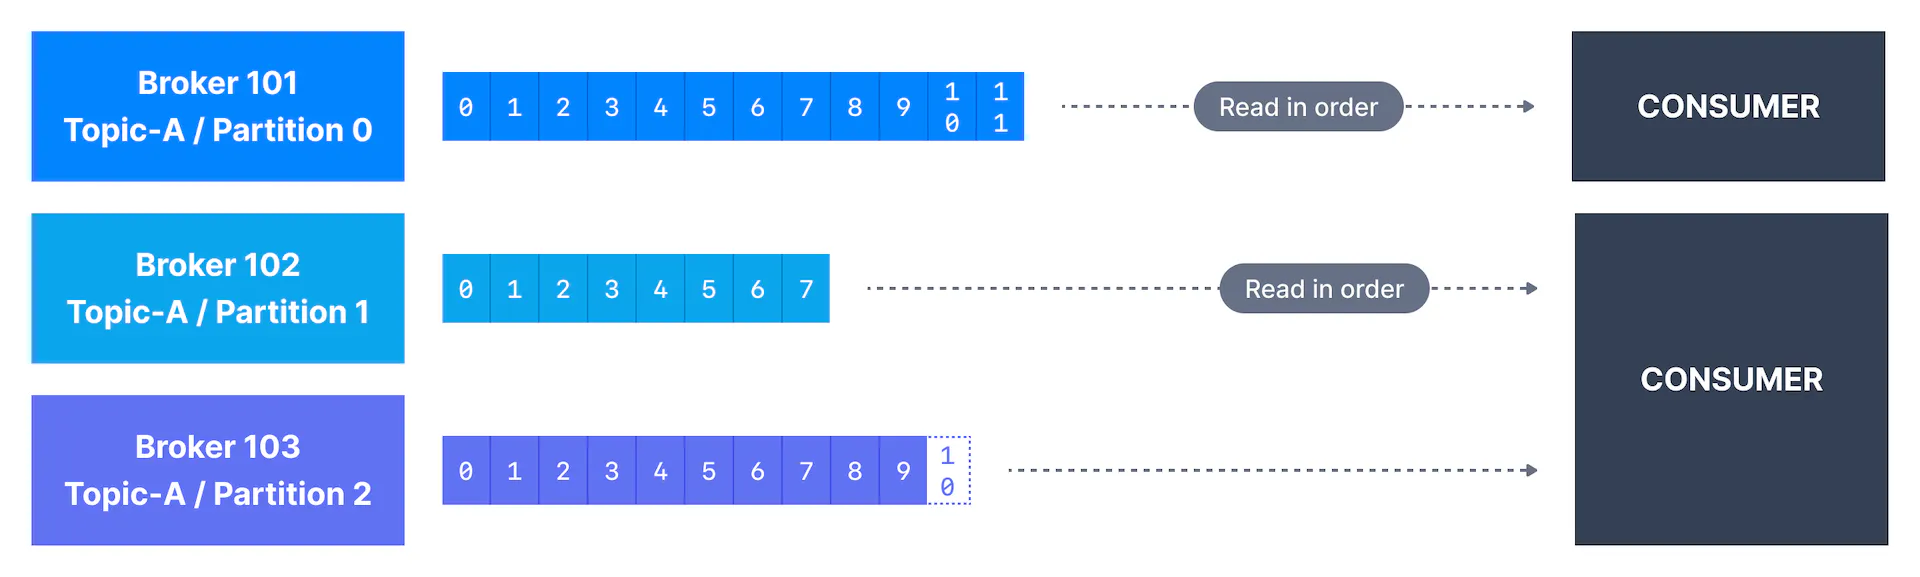 Broker 101
Topic-A / Partition 0
0 1 2 3 4 5 6 7 8 9 10 11
Read in order
CONSUMER
Broker 102
Topic-A / Partition 1
0 1 2 3 4 5 6 7
Read in order
CONSUMER
Broker 103
Topic-A / Partition 2
0 1 2 3 4 5 6 7 8 9 10